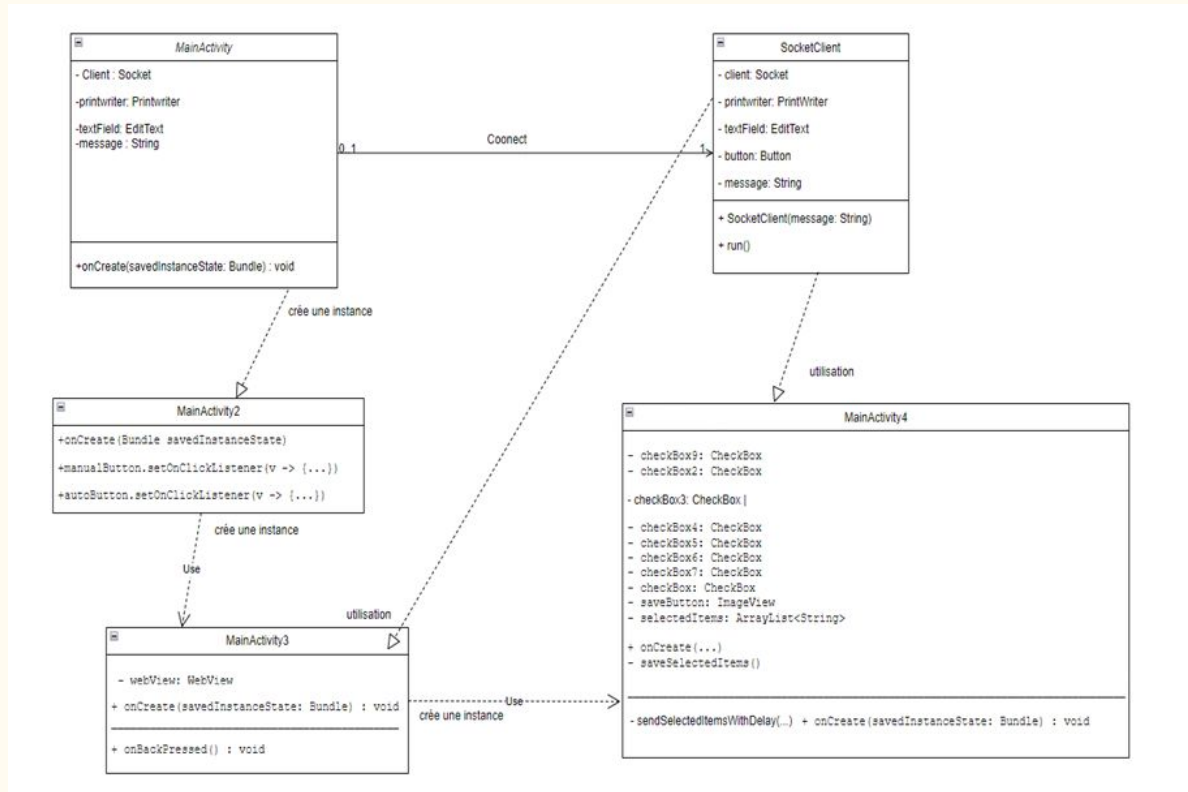 MainActivity
- Client : Socket
-printwriter: Printwriter
-textField: EditText
-message : String
+onCreate(savedInstanceState: Bundle) : void
0..1
Coonect
1
SocketClient
- client: Socket
- printwriter: PrintWriter
- textField: EditText
- button: Button
- message: String
+ SocketClient(message: String)
+ run()
crée une instance
utilisation
MainActivity2
+onCreate(Bundle savedInstanceState)
+manualButton.setOnClickListener(v -> {...})
+autoButton.setOnClickListener(v -> {...})
crée une instance
Use
utilisation
MainActivity3
- webView: WebView
+ onCreate(savedInstanceState: Bundle) : void
+ onBackPressed() : void
Use
crée une instance
MainActivity4
- checkBox9: CheckBox
- checkBox2: CheckBox
- checkBox3: CheckBox |
- checkBox4: CheckBox
- checkBox5: CheckBox
- checkBox6: CheckBox
- checkBox7: CheckBox
- checkBox: CheckBox
- saveButton: ImageView
- selectedItems: ArrayList<String>
+ onCreate(...)
- saveSelectedItems()
- sendSelectedItemsWithDelay(...) + onCreate(savedInstanceState: Bundle) : void